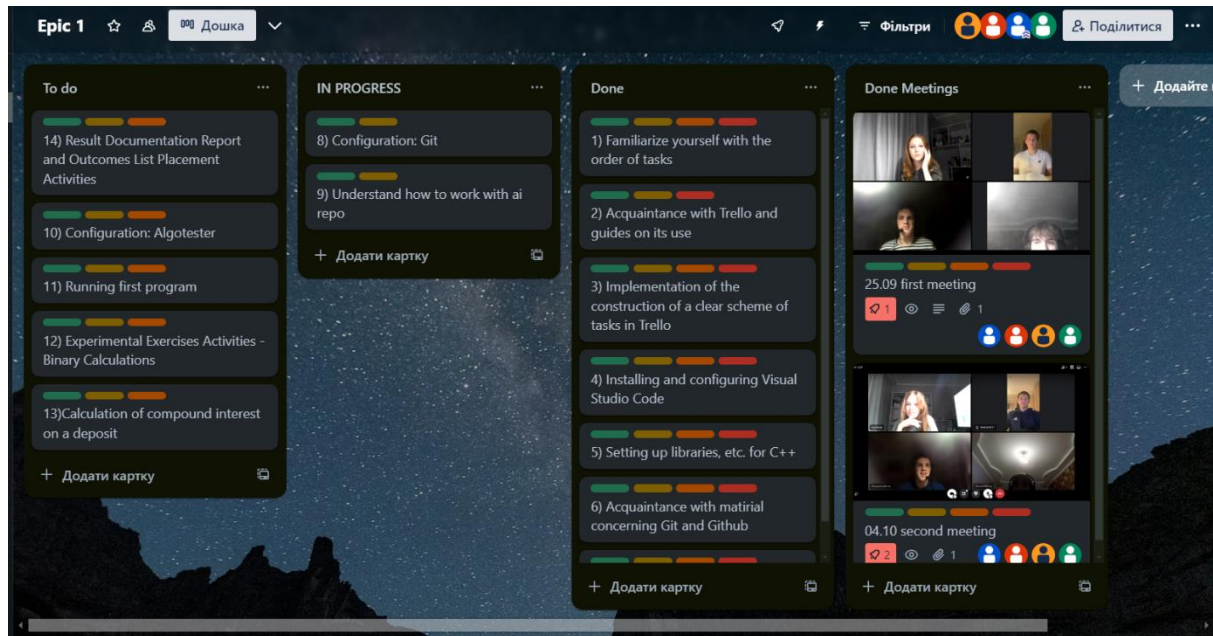 Epic 1
Дошка
Фільтри
Поділитися
To do
14) Result Documentation Report
and Outcomes List Placement
Activities
10) Configuration: Algotester
11) Running first program
12) Experimental Exercises Activities -
Binary Calculations
13)Calculation of compound interest
on a deposit
+ Додати картку
IN PROGRESS
8) Configuration: Git
9) Understand how to work with ai
repo
+ Додати картку
Done
1) Familiarize yourself with the
order of tasks
2) Acquaintance with Trello and
guides on its use
3) Implementation of the
construction of a clear scheme of
tasks in Trello
4) Installing and configuring Visual
Studio Code
5) Setting up libraries, etc. for C++
6) Acquaintance with matirial
concerning Git and Github
+ Додати картку
Done Meetings
25.09 first meeting
1
1
04.10 second meeting
2
1
+ Додати картку
+ Додайте